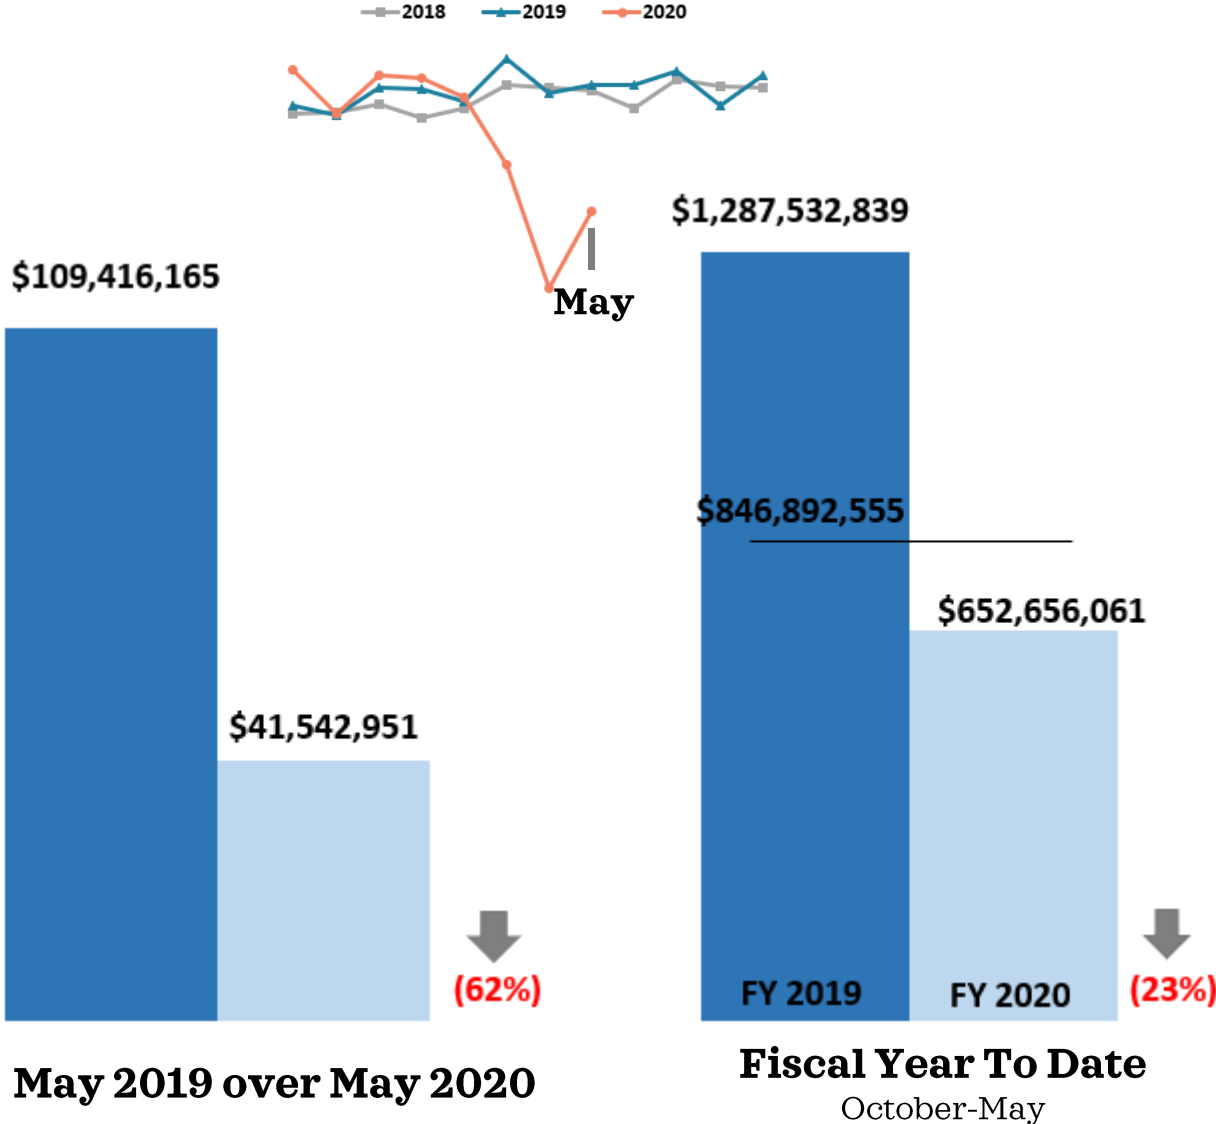 2018 2019 2020
$1,287,532,839
$109,416,165
May
$846,892,555
$652,656,061
$41,542,951
(62%)
FY 2019
FY 2020
(23%)
May 2019 over May 2020
Fiscal Year To Date
October-May